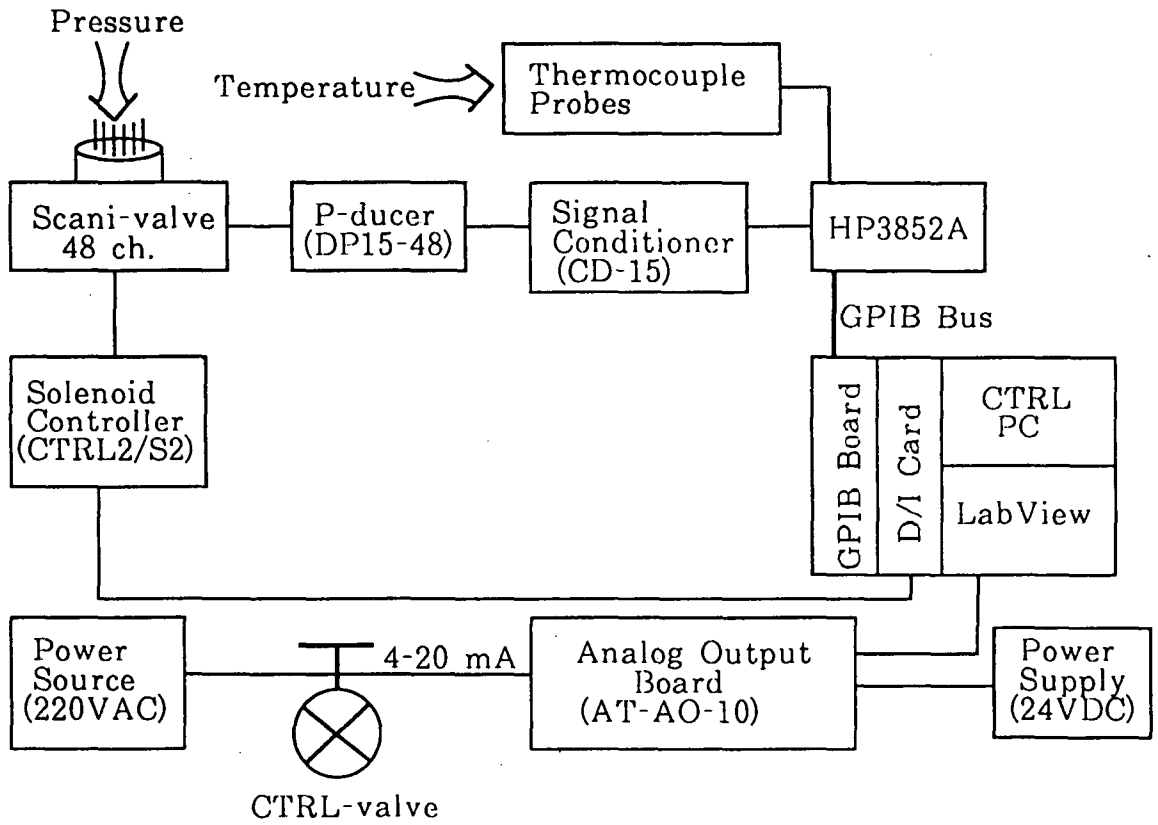 Pressure
Temperature
Thermocouple
Probes
Scani-valve
48 ch.
P-ducer
(DP15-48)
Signal
Conditioner
(CD-15)
HP3852A
GPIB Bus
Solenoid
Controller
(CTRL2/S2)
GPIB Board
D/I Card
CTRL
PC
LabView
Power
Source
(220VAC)
4-20 mA
Analog Output
Board
(AT-AO-10)
Power
Supply
(24VDC)
CTRL-valve